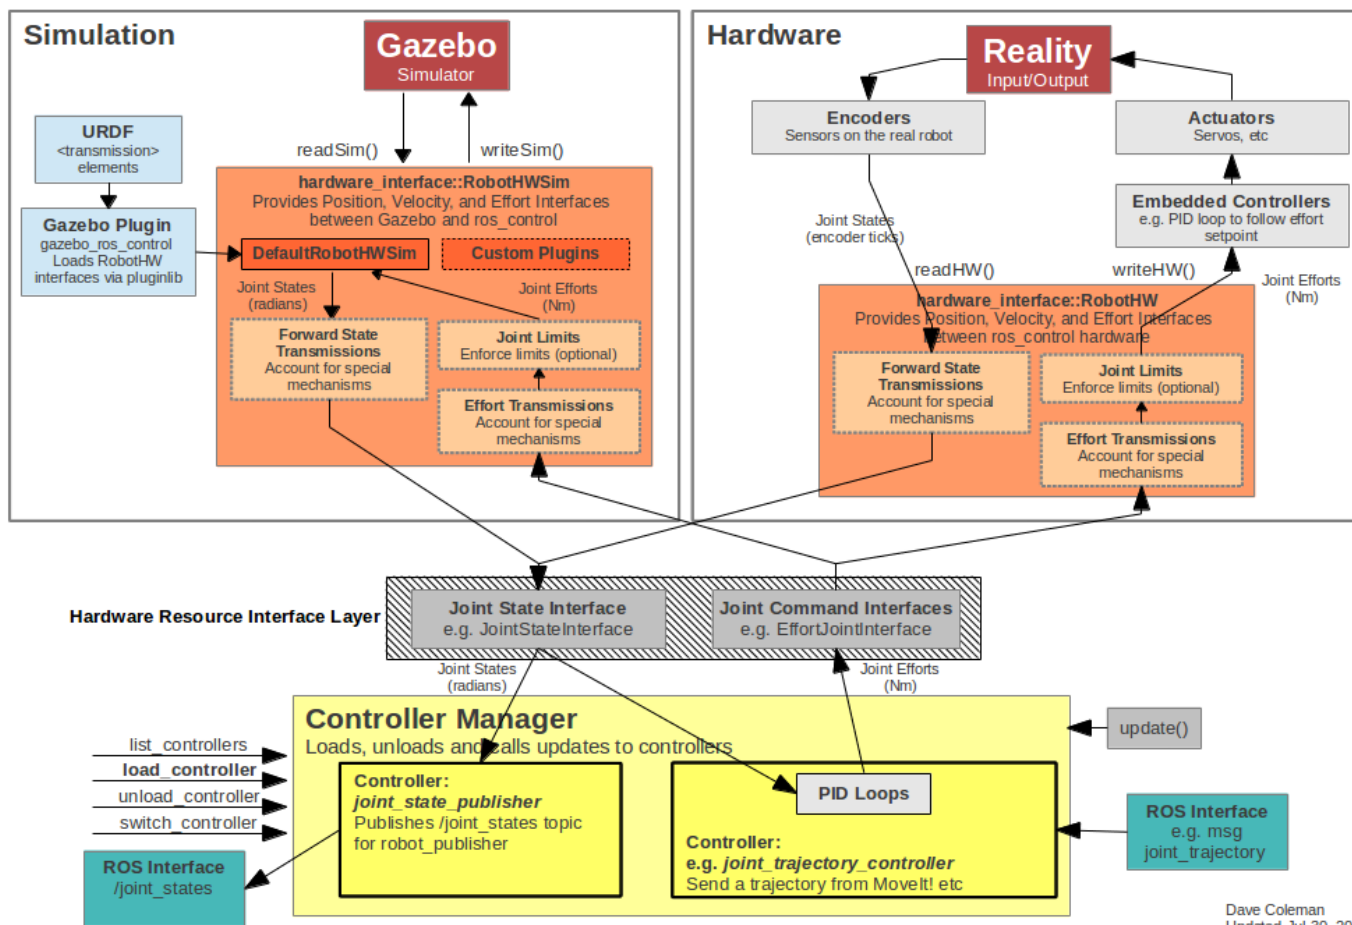 Simulation
Gazebo
Simulator
URDF
<transmission>
elements
readSim()
writeSim()
hardware_interface::RobotHWSim
Provides Position, Velocity, and Effort Interfaces
between Gazebo and ros_control
Gazebo Plugin
gazebo_ros_control
Loads RobotHW
interfaces via pluginlib
DefaultRobotHWSim
Custom Plugins
Joint States
(radians)
Joint Efforts
(Nm)
Forward State
Transmissions
Account for special
mechanisms
Joint Limits
Enforce limits (optional)
Effort Transmissions
Account for special
mechanisms
Hardware
Reality
Input/Output
Encoders
Sensors on the real robot
Actuators
Servos, etc
Embedded Controllers
e.g. PID loop to follow effort
setpoint
Joint States
(encoder ticks)
readHW()
writeHW()
Joint Efforts
(Nm)
hardware_interface::RobotHW
Provides Position, Velocity, and Effort Interfaces
between ros_control hardware
Forward State
Transmissions
Account for special
mechanisms
Joint Limits
Enforce limits (optional)
Effort Transmissions
Account for special
mechanisms
Hardware Resource Interface Layer
Joint State Interface
e.g. JointStateInterface
Joint Command Interfaces
e.g. EffortJointInterface
Joint States
(radians)
Joint Efforts
(Nm)
Controller Manager
Loads, unloads and calls updates to controllers
update()
list_controllers
load_controller
unload_controller
switch_controller
Controller:
joint_state_publisher
Publishes /joint_states topic
for robot_publisher
PID Loops
Controller:
e.g. joint_trajectory_controller
Send a trajectory from MoveIt! etc
ROS Interface
e.g. msg
joint_trajectory
ROS Interface
/joint_states
Dave Coleman
Updated Jul 30, 20